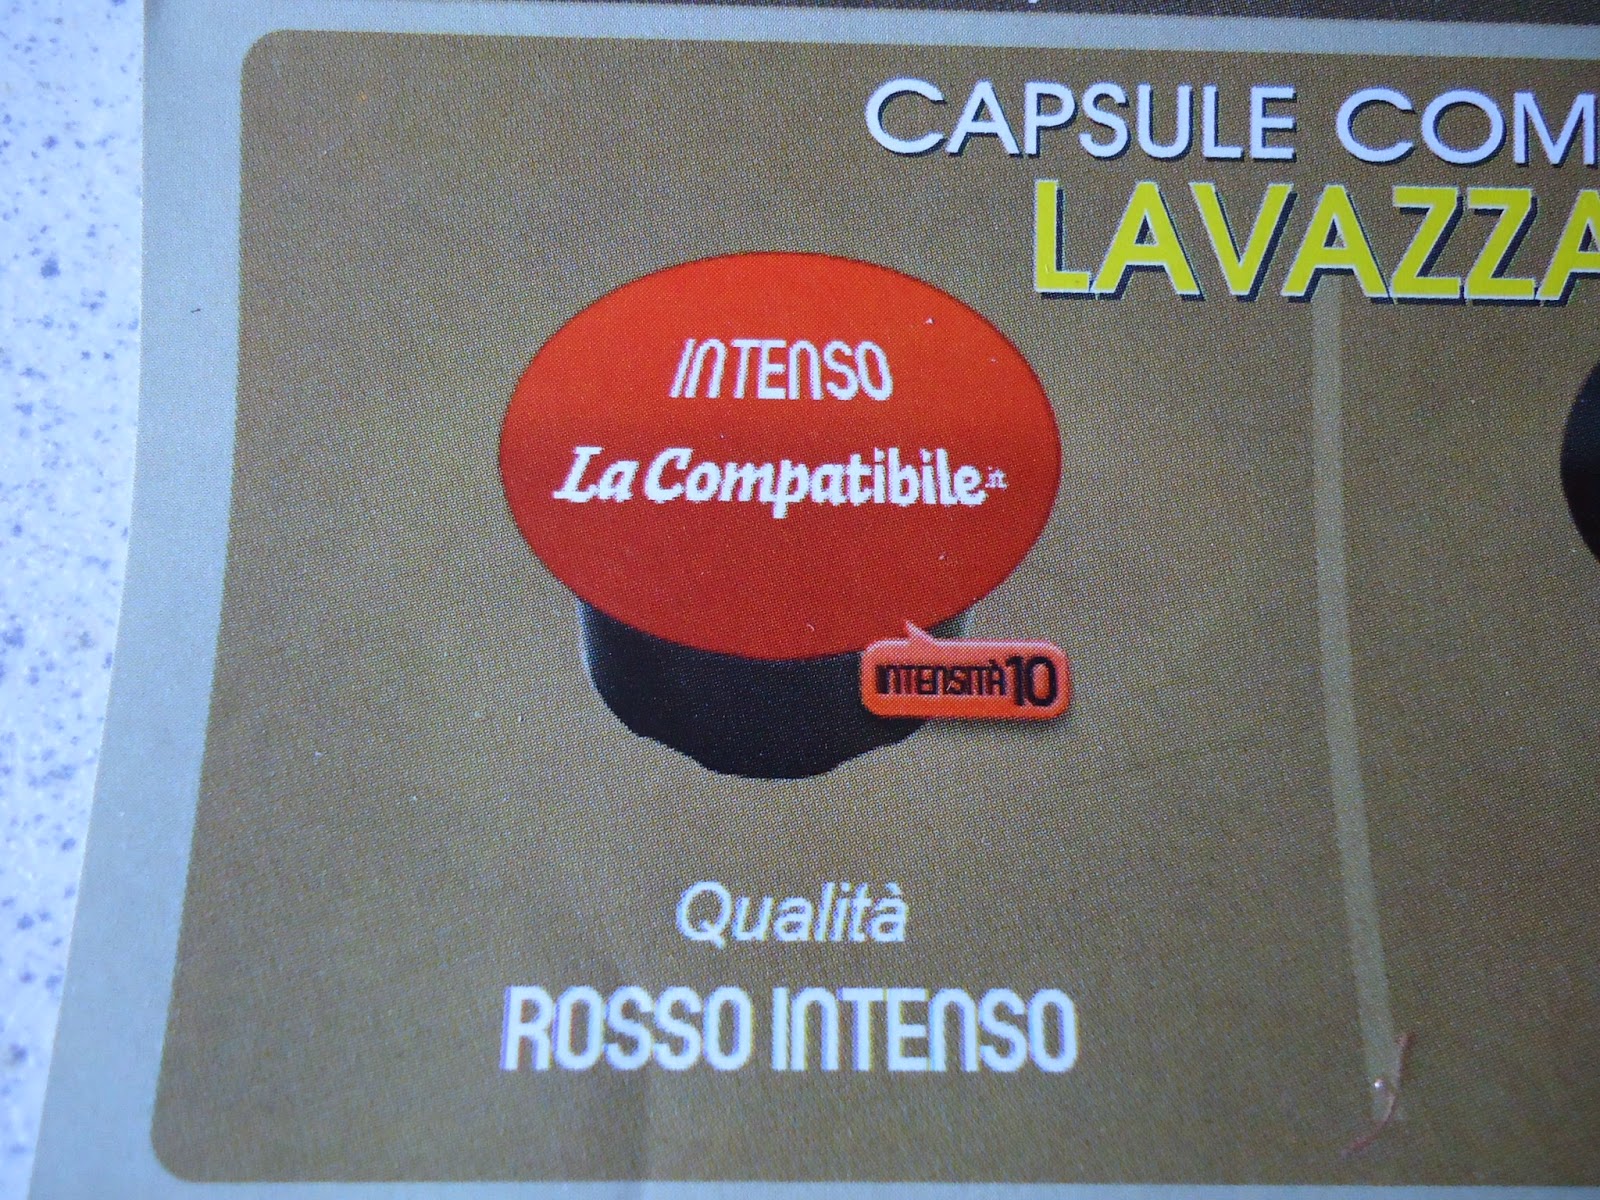 CAPSULE COM
LAVAZZA
INTENSO
La Compatibile.it
INTENSITÀ 10
Qualità
ROSSO INTENSO